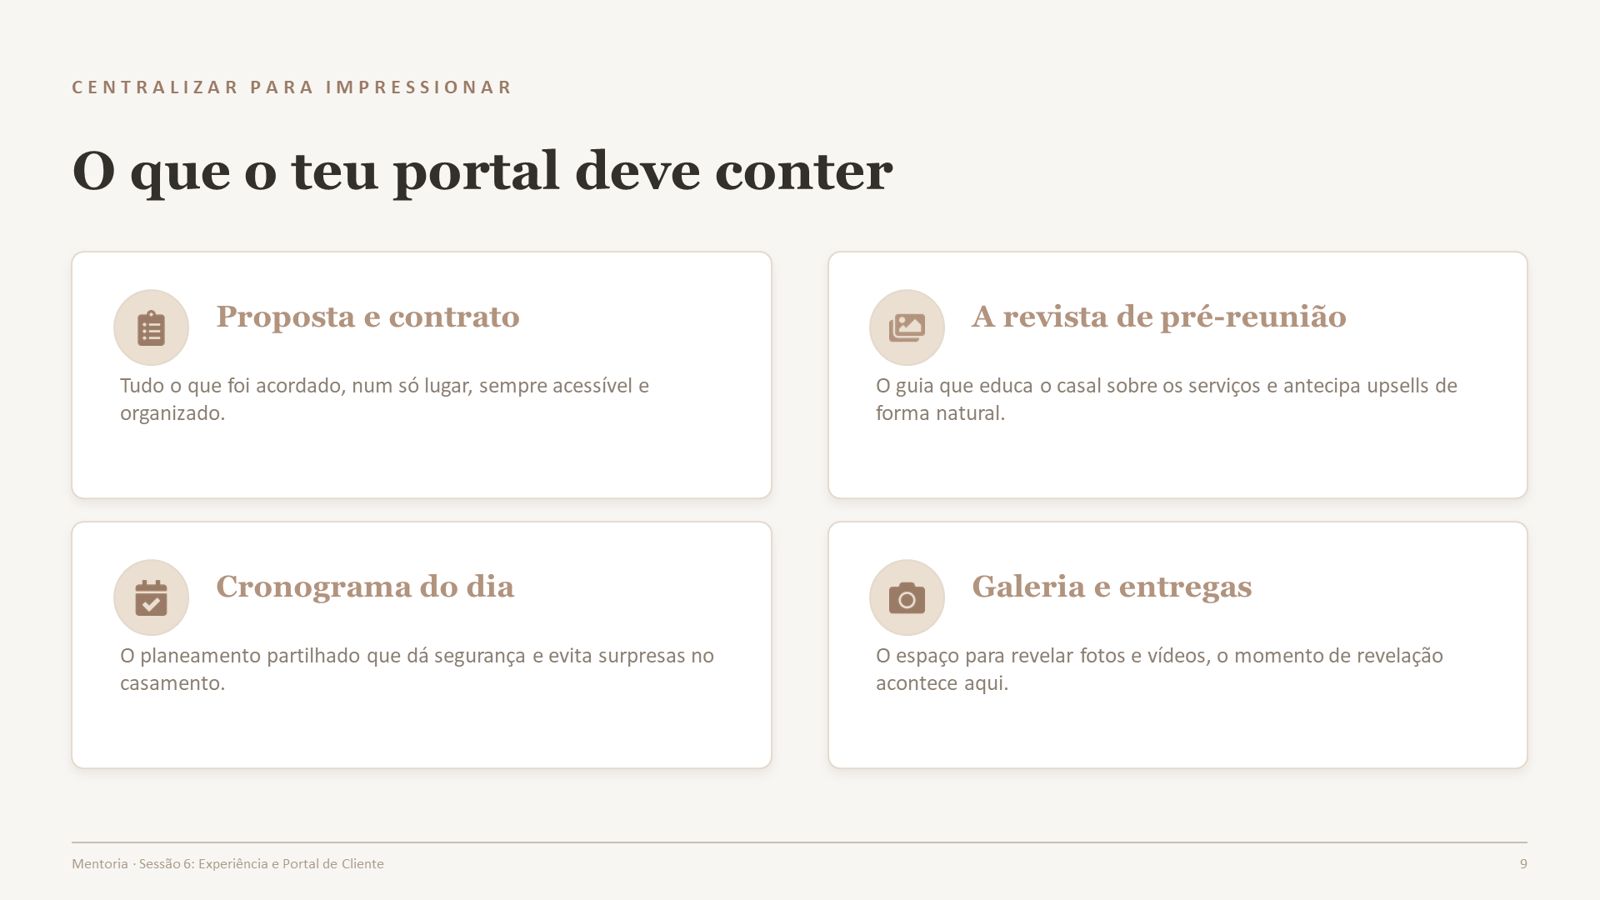 CENTRALIZAR PARA IMPRESSIONAR
O que o teu portal deve conter
Proposta e contrato
Tudo o que foi acordado, num só lugar, sempre acessível e
organizado.
A revista de pré-reunião
O guia que educa o casal sobre os serviços e antecipa upsells de
forma natural.
Cronograma do dia
O planeamento partilhado que dá segurança e evita surpresas no
casamento.
Galeria e entregas
O espaço para revelar fotos e vídeos, o momento de revelação
acontece aqui.
Mentoria · Sessão 6: Experiência e Portal de Cliente
9